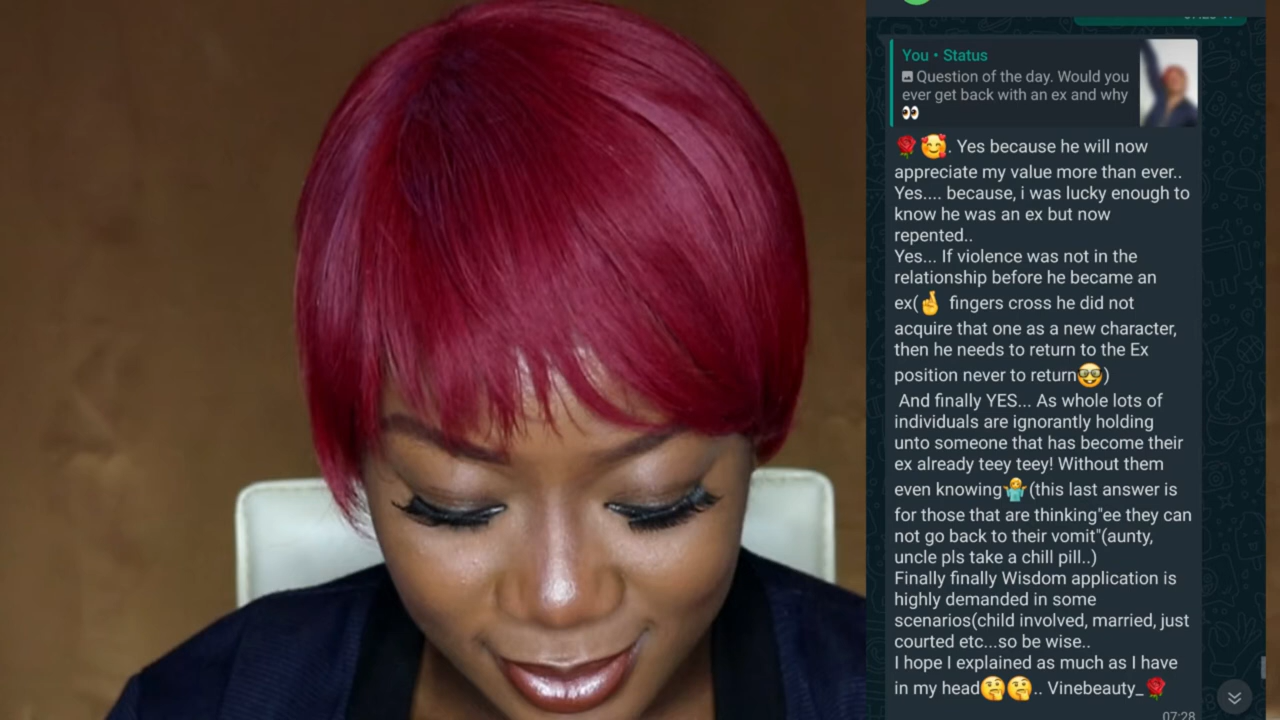 You • Status
Question of the day. Would you
ever get back with an ex and why
👀
🌹🥰. Yes because he will now
appreciate my value more than ever..
Yes.... because, i was lucky enough to
know he was an ex but now
repented..
Yes... If violence was not in the
relationship before he became an
ex(🤞 fingers cross he did not
acquire that one as a new character,
then he needs to return to the Ex
position never to return🤓)
And finally YES... As whole lots of
individuals are ignorantly holding
unto someone that has become their
ex already teey teey! Without them
even knowing🤷(this last answer is
for those that are thinking"ee they can
not go back to their vomit"(aunty,
uncle pls take a chill pill..)
Finally finally Wisdom application is
highly demanded in some
scenarios(child involved, married, just
courted etc...so be wise..
I hope I explained as much as I have
in my head🤔🤔.. Vinebeauty_🌹
07:28